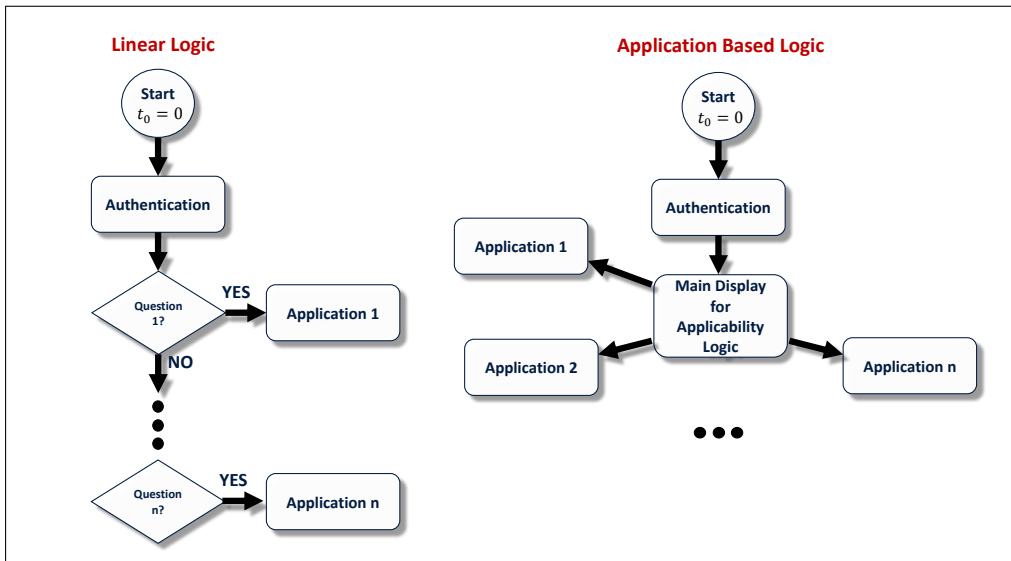 Linear Logic
Start
t₀ = 0
Authentication
Question
1?
YES
Application 1
NO
Question
n?
YES
Application n
Application Based Logic
Start
t₀ = 0
Authentication
Application 1
Main Display
for
Applicability
Logic
Application 2
Application n